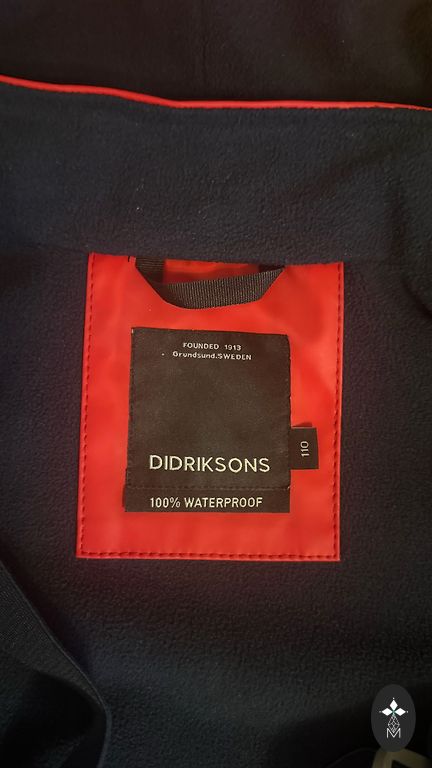 FOUNDED 1913
Grundsund.SWEDEN
DIDRIKSONS
110
100% WATERPROOF
M